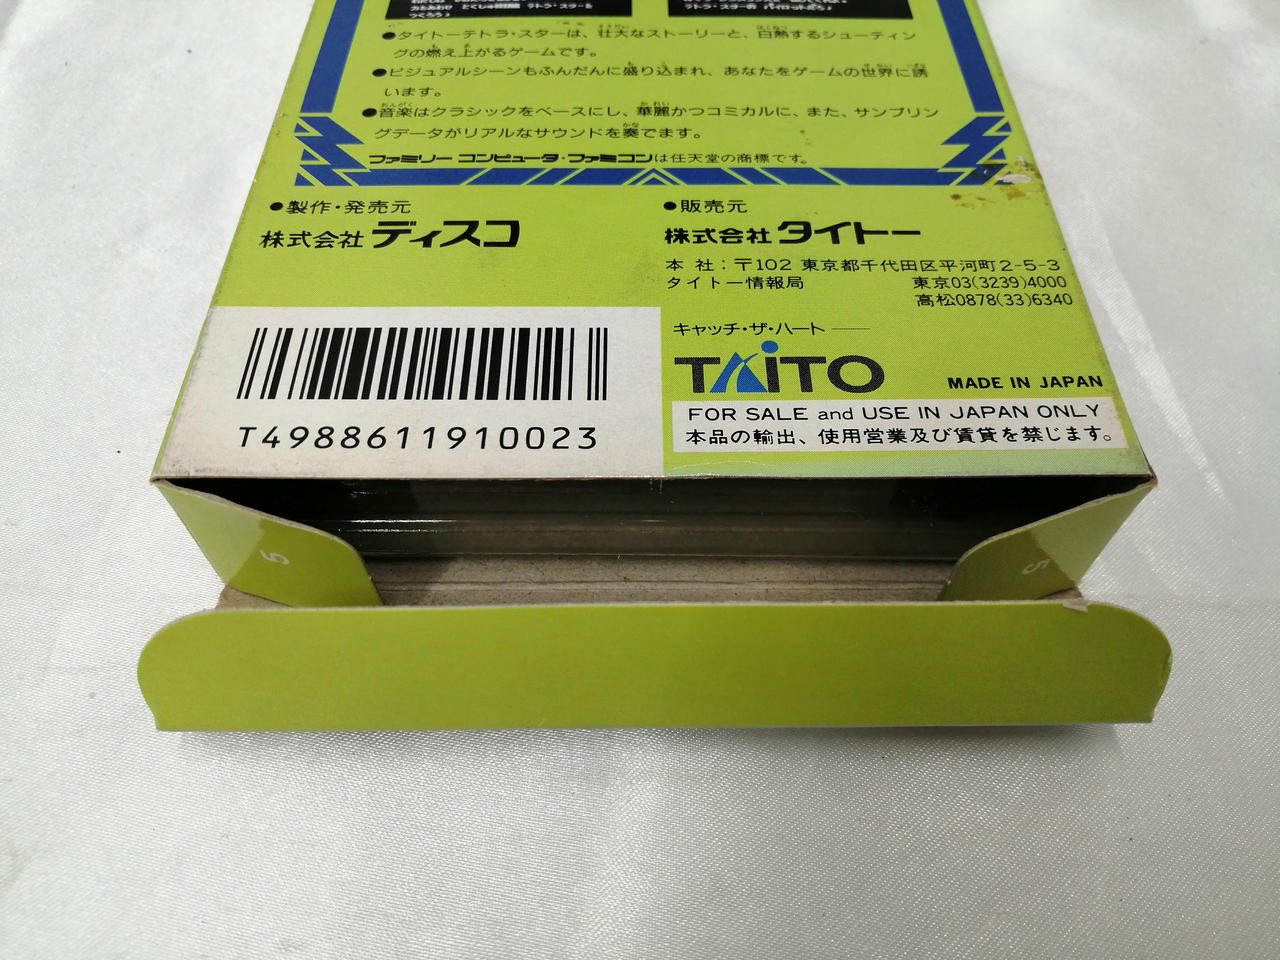 つくろう♪
●タイトーテトラ・スターは、壮大なストーリーと、白熱するシューティン
グの燃え上がるゲームです。
●ビジュアルシーンもふんだんに盛り込まれ、あなたをゲームの世界に誘
います。
●音楽はクラシックをベースにし、華麗かつコミカルに、また、サンプリン
グデータがリアルなサウンドを奏でます。
ファミリーコンピュータ・ファミコンは任天堂の商標です。
●製作・発売元
株式会社 ディスコ
●販売元
株式会社 タイトー
本 社：〒102 東京都千代田区平河町2-5-3
タイトー情報局 東京03(3239)4000
高松0878(33)6340
T4988611910023
キャッチ・ザ・ハート
TAITO
MADE IN JAPAN
FOR SALE and USE IN JAPAN ONLY
本品の輸出、使用営業及び賃貸を禁じます。
5
5